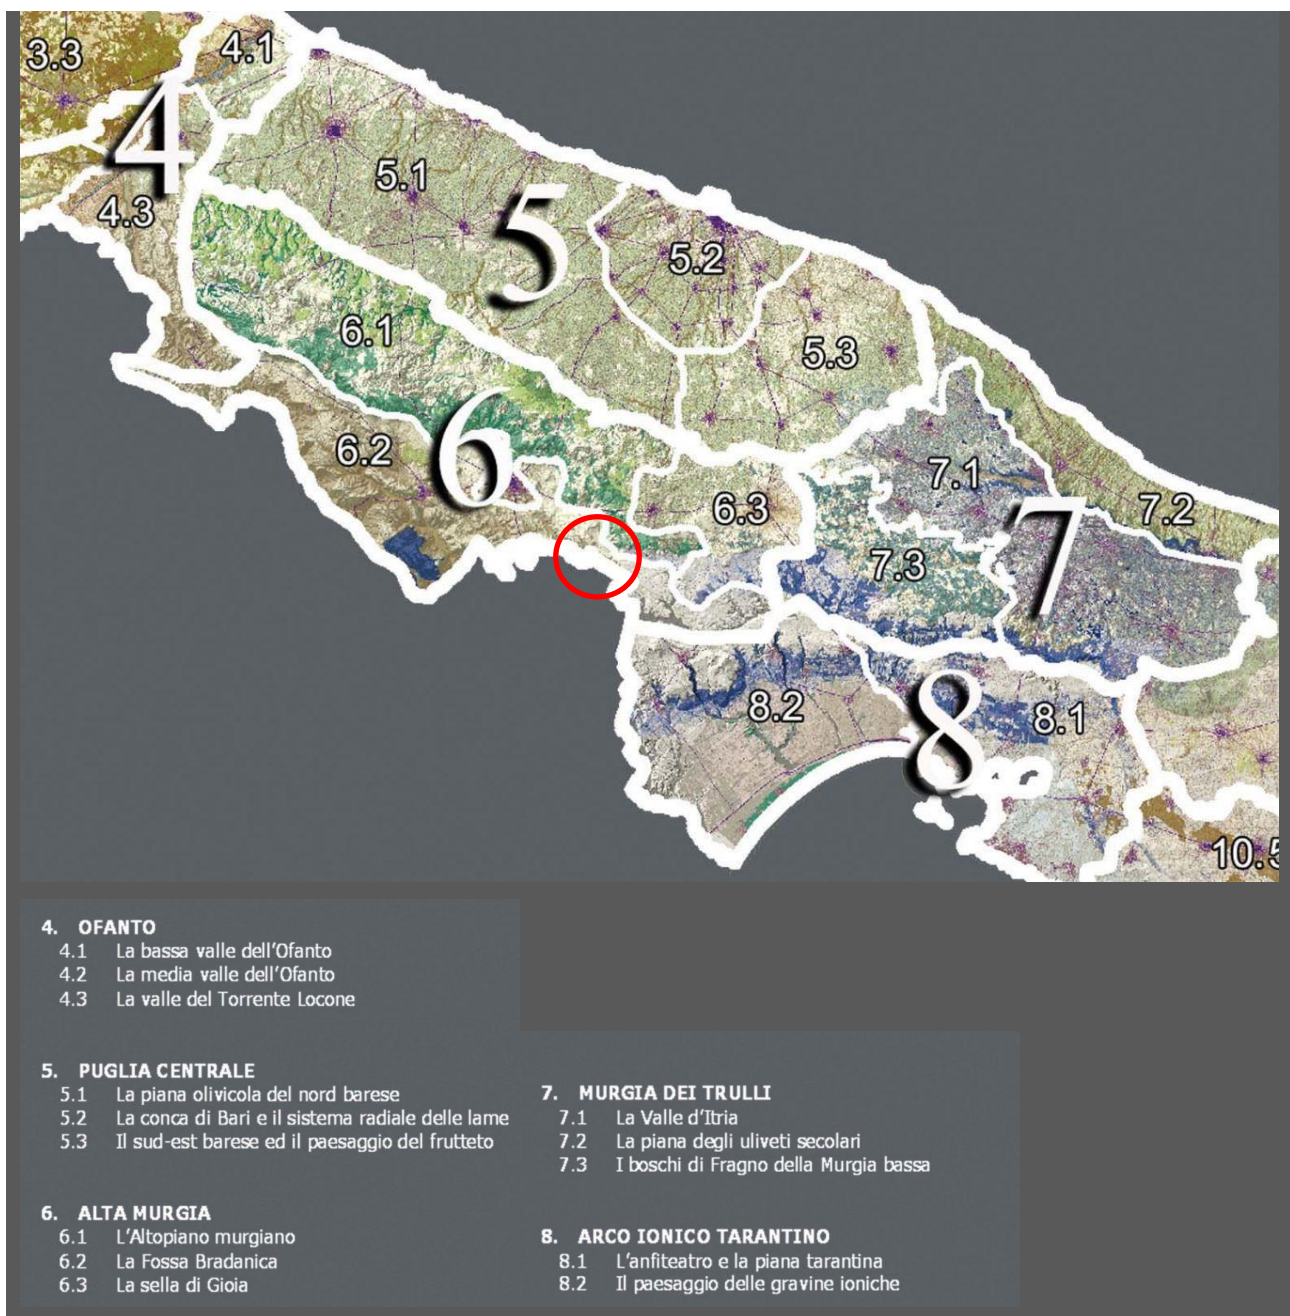 3.3
4.1
4
5.1
4.3
5
5.2
6.1
5.3
6
6.2
7.1
6.3
7
7.2
7.3
8.2
8
8.1
10.5
4. OFANTO
4.1 La bassa valle dell'Ofanto
4.2 La media valle dell'Ofanto
4.3 La valle del Torrente Locone
5. PUGLIA CENTRALE
5.1 La piana olivicola del nord barese
5.2 La conca di Bari e il sistema radiale delle lame
5.3 Il sud-est barese ed il paesaggio del frutteto
6. ALTA MURGIA
6.1 L'Altopiano murgiano
6.2 La Fossa Bradanica
6.3 La sella di Gioia
7. MURGIA DEI TRULLI
7.1 La Valle d'Itria
7.2 La piana degli uliveti secolari
7.3 I boschi di Fragno della Murgia bassa
8. ARCO IONICO TARANTINO
8.1 L'anfiteatro e la piana tarantina
8.2 Il paesaggio delle gravine ioniche